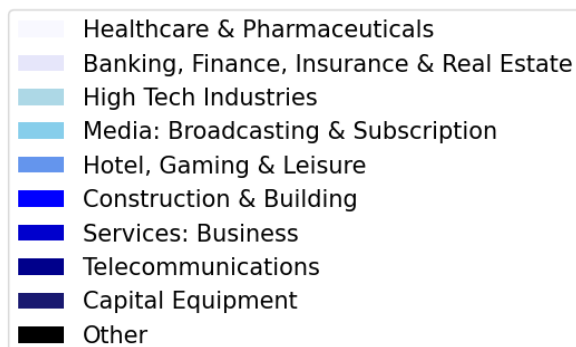 Healthcare & Pharmaceuticals
Banking, Finance, Insurance & Real Estate
High Tech Industries
Media: Broadcasting & Subscription
Hotel, Gaming & Leisure
Construction & Building
Services: Business
Telecommunications
Capital Equipment
Other